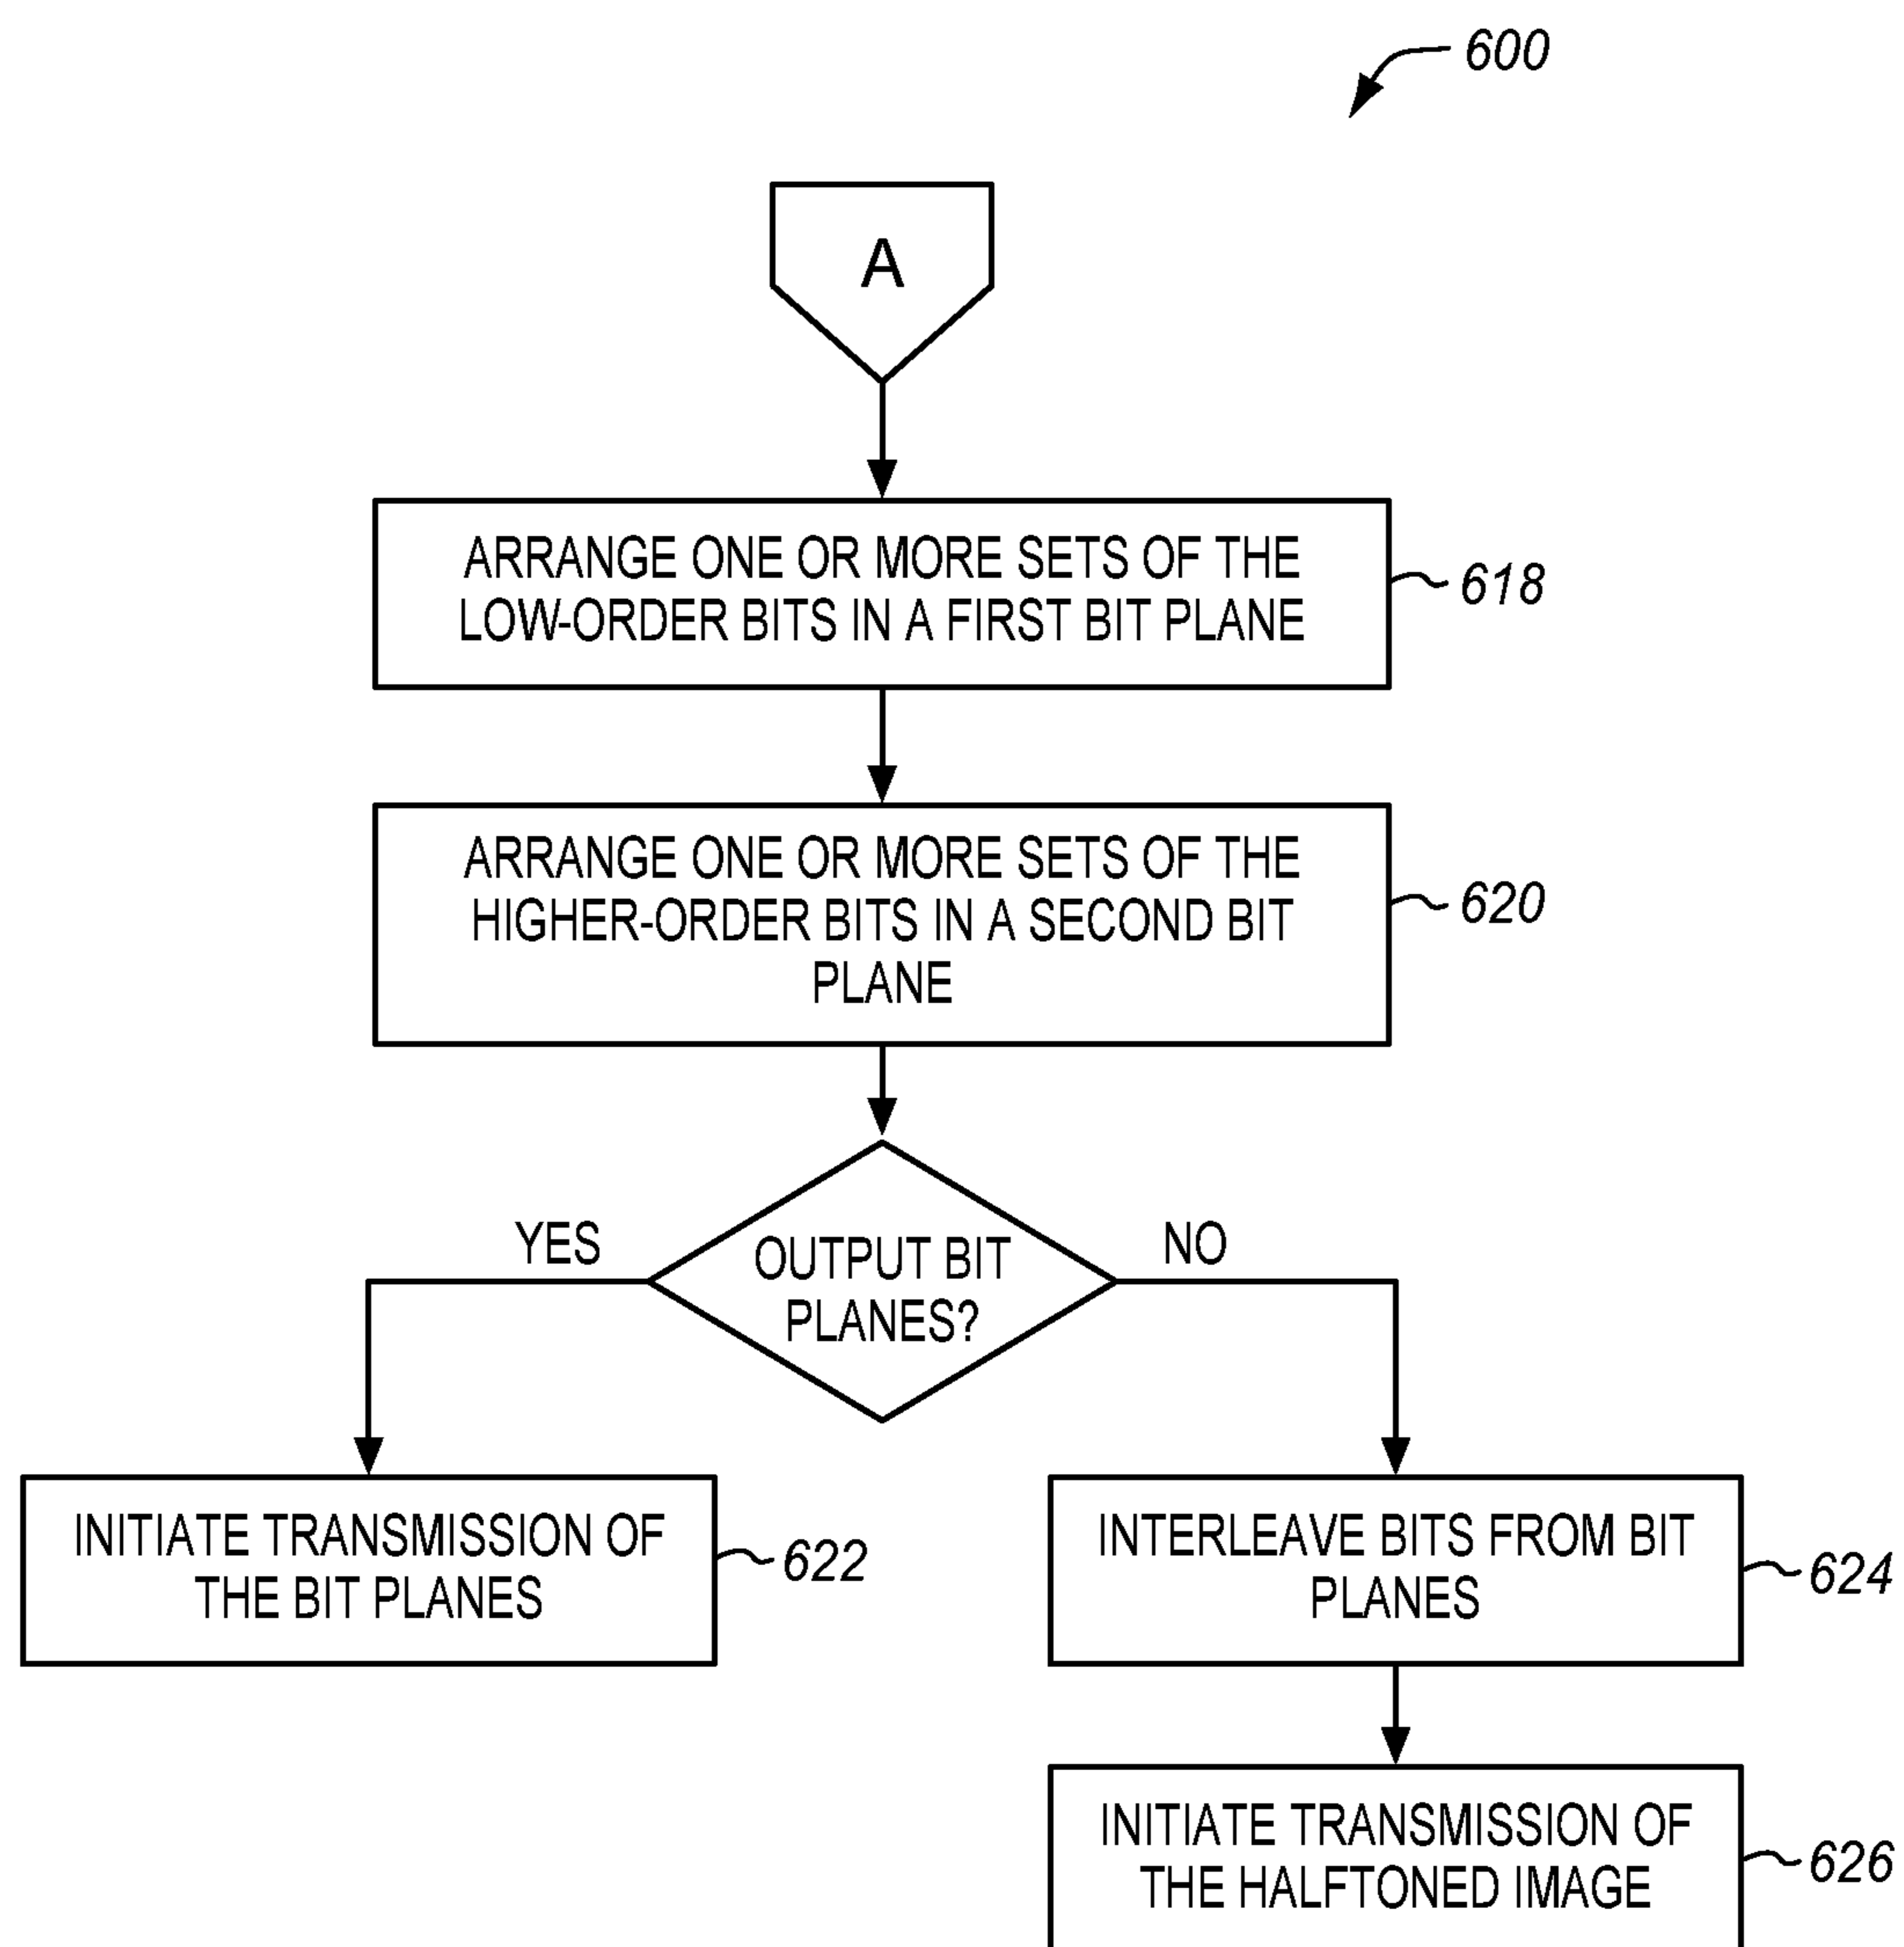 600
A
ARRANGE ONE OR MORE SETS OF THE
LOW-ORDER BITS IN A FIRST BIT PLANE
618
ARRANGE ONE OR MORE SETS OF THE
HIGHER-ORDER BITS IN A SECOND BIT
PLANE
620
YES
OUTPUT BIT
PLANES?
NO
INITIATE TRANSMISSION OF
THE BIT PLANES
622
INTERLEAVE BITS FROM BIT
PLANES
624
INITIATE TRANSMISSION OF
THE HALFTONED IMAGE
626